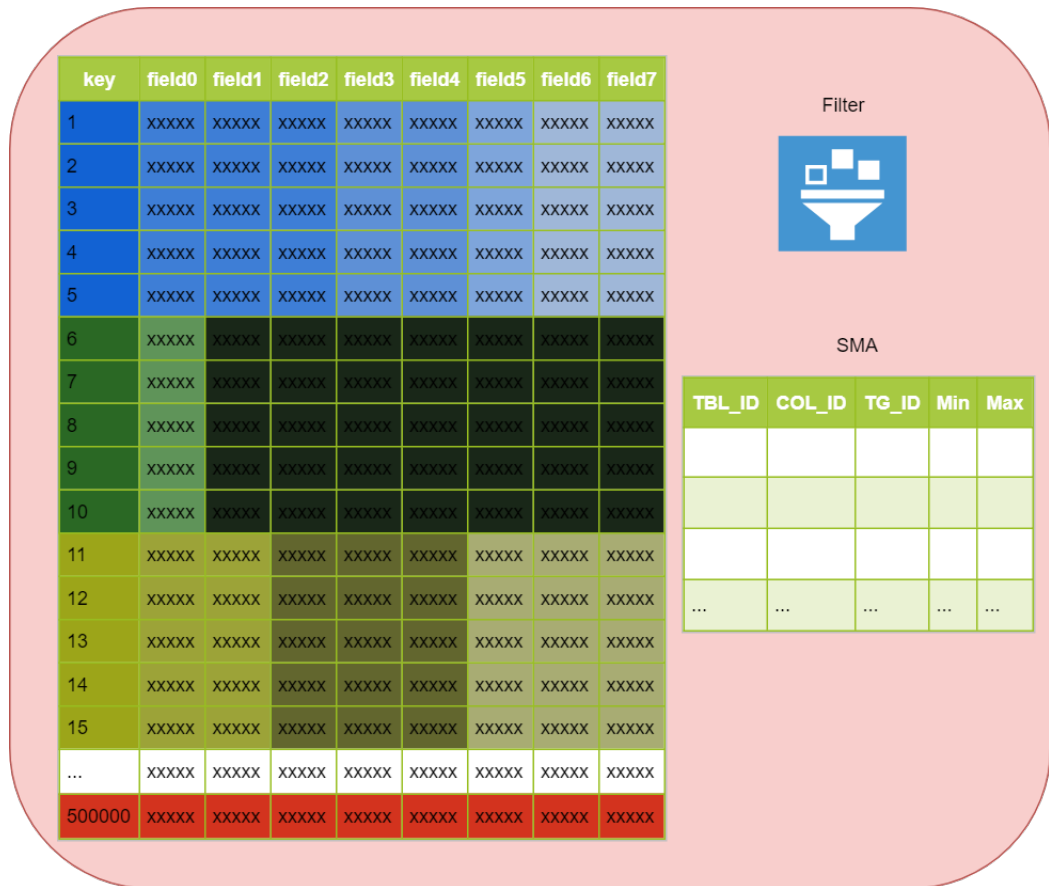 key field0 field1 field2 field3 field4 field5 field6 field7
1 xxxxx xxxxx xxxxx xxxxx xxxxx xxxxx xxxxx xxxxx
2 xxxxx xxxxx xxxxx xxxxx xxxxx xxxxx xxxxx xxxxx
3 xxxxx xxxxx xxxxx xxxxx xxxxx xxxxx xxxxx xxxxx
4 xxxxx xxxxx xxxxx xxxxx xxxxx xxxxx xxxxx xxxxx
5 xxxxx xxxxx xxxxx xxxxx xxxxx xxxxx xxxxx xxxxx
6 xxxxx xxxxx xxxxx xxxxx xxxxx xxxxx xxxxx xxxxx
7 xxxxx xxxxx xxxxx xxxxx xxxxx xxxxx xxxxx xxxxx
8 xxxxx xxxxx xxxxx xxxxx xxxxx xxxxx xxxxx xxxxx
9 xxxxx xxxxx xxxxx xxxxx xxxxx xxxxx xxxxx xxxxx
10 xxxxx xxxxx xxxxx xxxxx xxxxx xxxxx xxxxx xxxxx
11 xxxxx xxxxx xxxxx xxxxx xxxxx xxxxx xxxxx xxxxx
12 xxxxx xxxxx xxxxx xxxxx xxxxx xxxxx xxxxx xxxxx
13 xxxxx xxxxx xxxxx xxxxx xxxxx xxxxx xxxxx xxxxx
14 xxxxx xxxxx xxxxx xxxxx xxxxx xxxxx xxxxx xxxxx
15 xxxxx xxxxx xxxxx xxxxx xxxxx xxxxx xxxxx xxxxx
... xxxxx xxxxx xxxxx xxxxx xxxxx xxxxx xxxxx xxxxx
500000 xxxxx xxxxx xxxxx xxxxx xxxxx xxxxx xxxxx xxxxx
Filter
SMA
TBL_ID COL_ID TG_ID Min Max
... ... ... ... ...